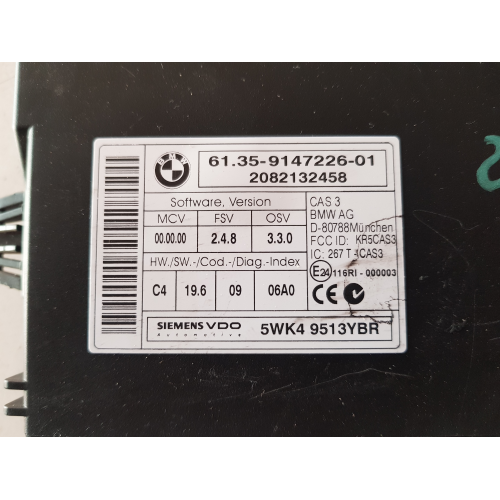 BMW
61.35-9147226-01
2082132458
Software, Version
MCV FSV OSV
00.00.00 2.4.8 3.3.0
HW./SW.-/Cod.-/Diag.-Index
C4 19.6 09 06A0
CAS 3
BMW AG
D-80788München
FCC ID: KR5CAS3
IC: 267 T-1CAS3
E24 116RI - 000003
CE
SIEMENS VDO
Automotive
5WK4 9513YBR